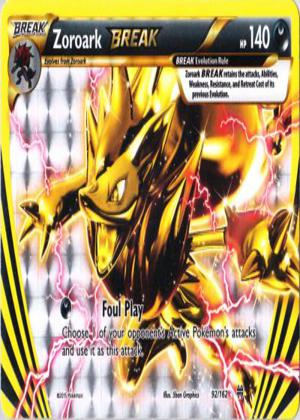 BREAK
Zoroark BREAK HP 140
Evolves from Zoroark
BREAK Evolution Rule
Zoroark BREAK retains the attacks, Abilities,
Weakness, Resistance, and Retreat Cost of its
previous Evolution.
Foul Play
Choose 1 of your opponent's Active Pokémon's attacks
and use it as this attack.
©2015 Pokémon
Illus. 5ban Graphics
92/162